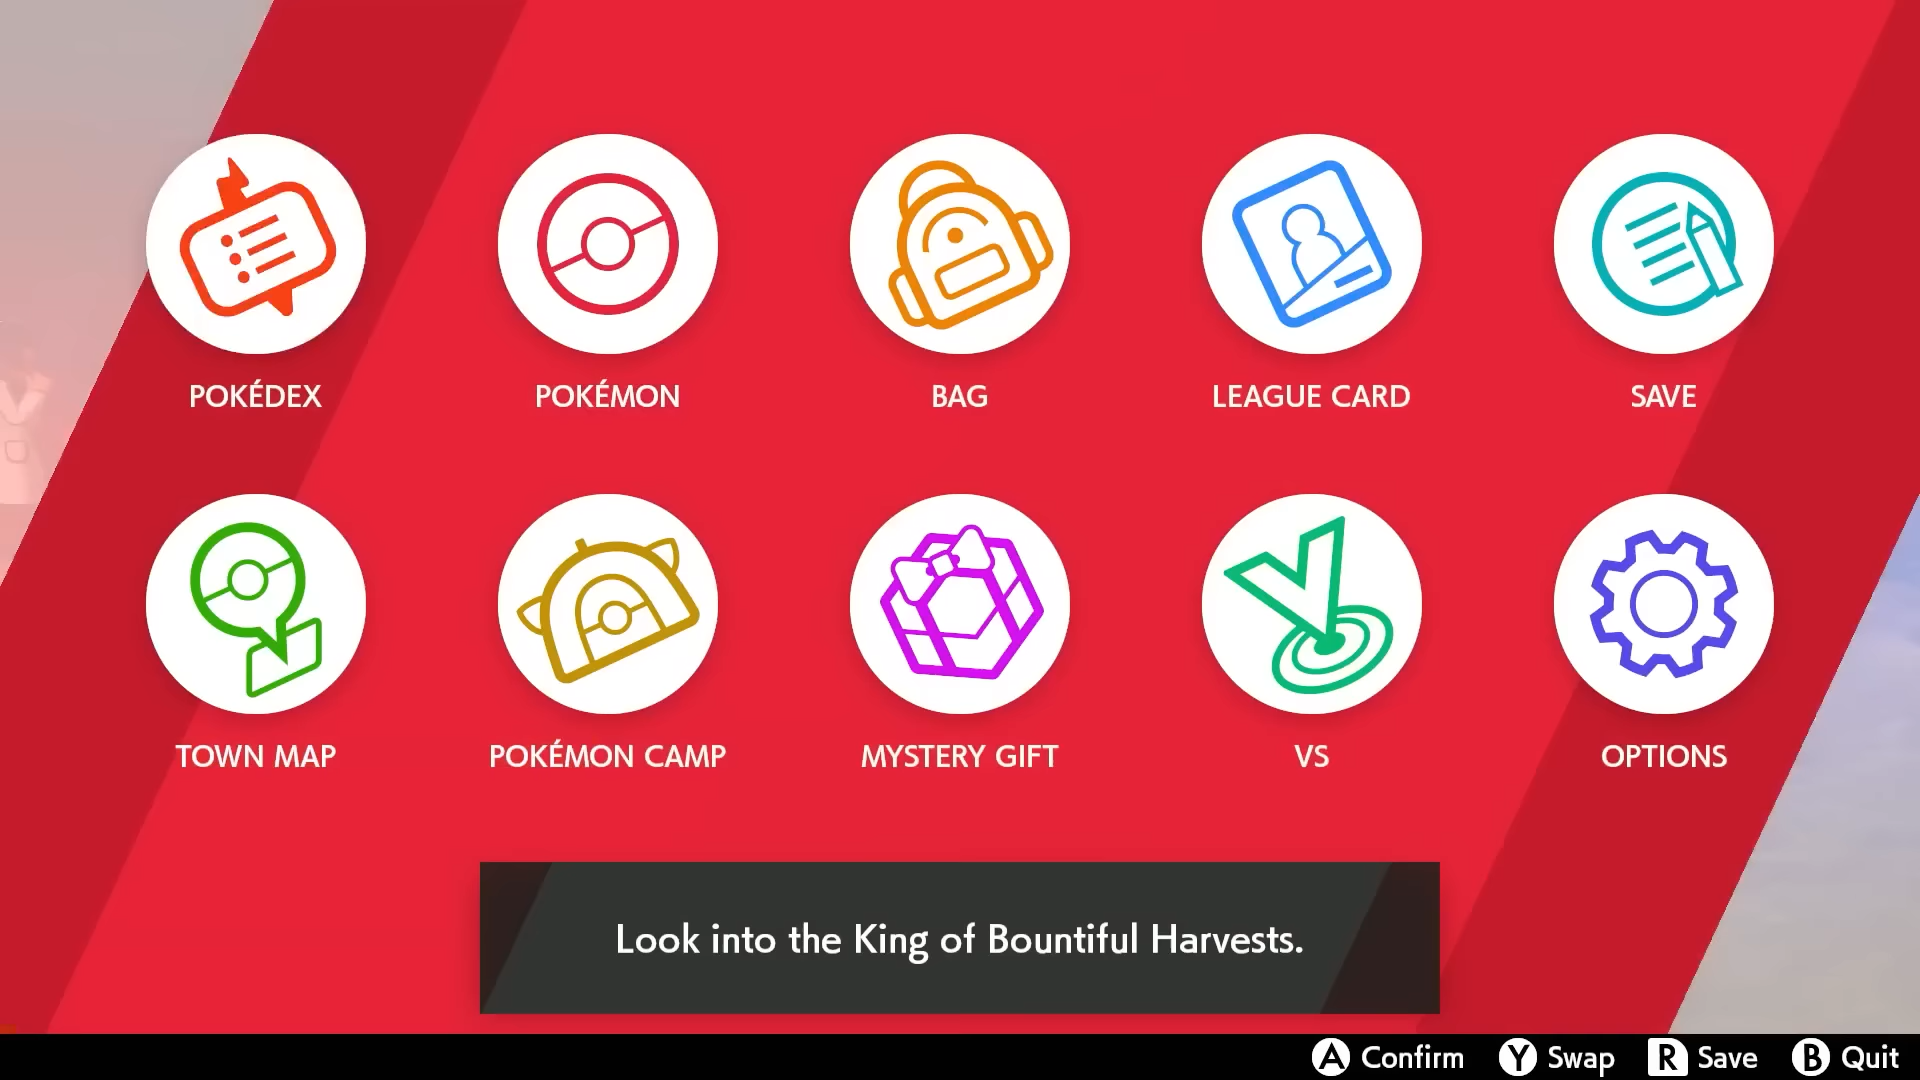 POKÉDEX
POKÉMON
BAG
LEAGUE CARD
SAVE
TOWN MAP
POKÉMON CAMP
MYSTERY GIFT
VS
OPTIONS
Look into the King of Bountiful Harvests.
A Confirm Y Swap R Save B Quit